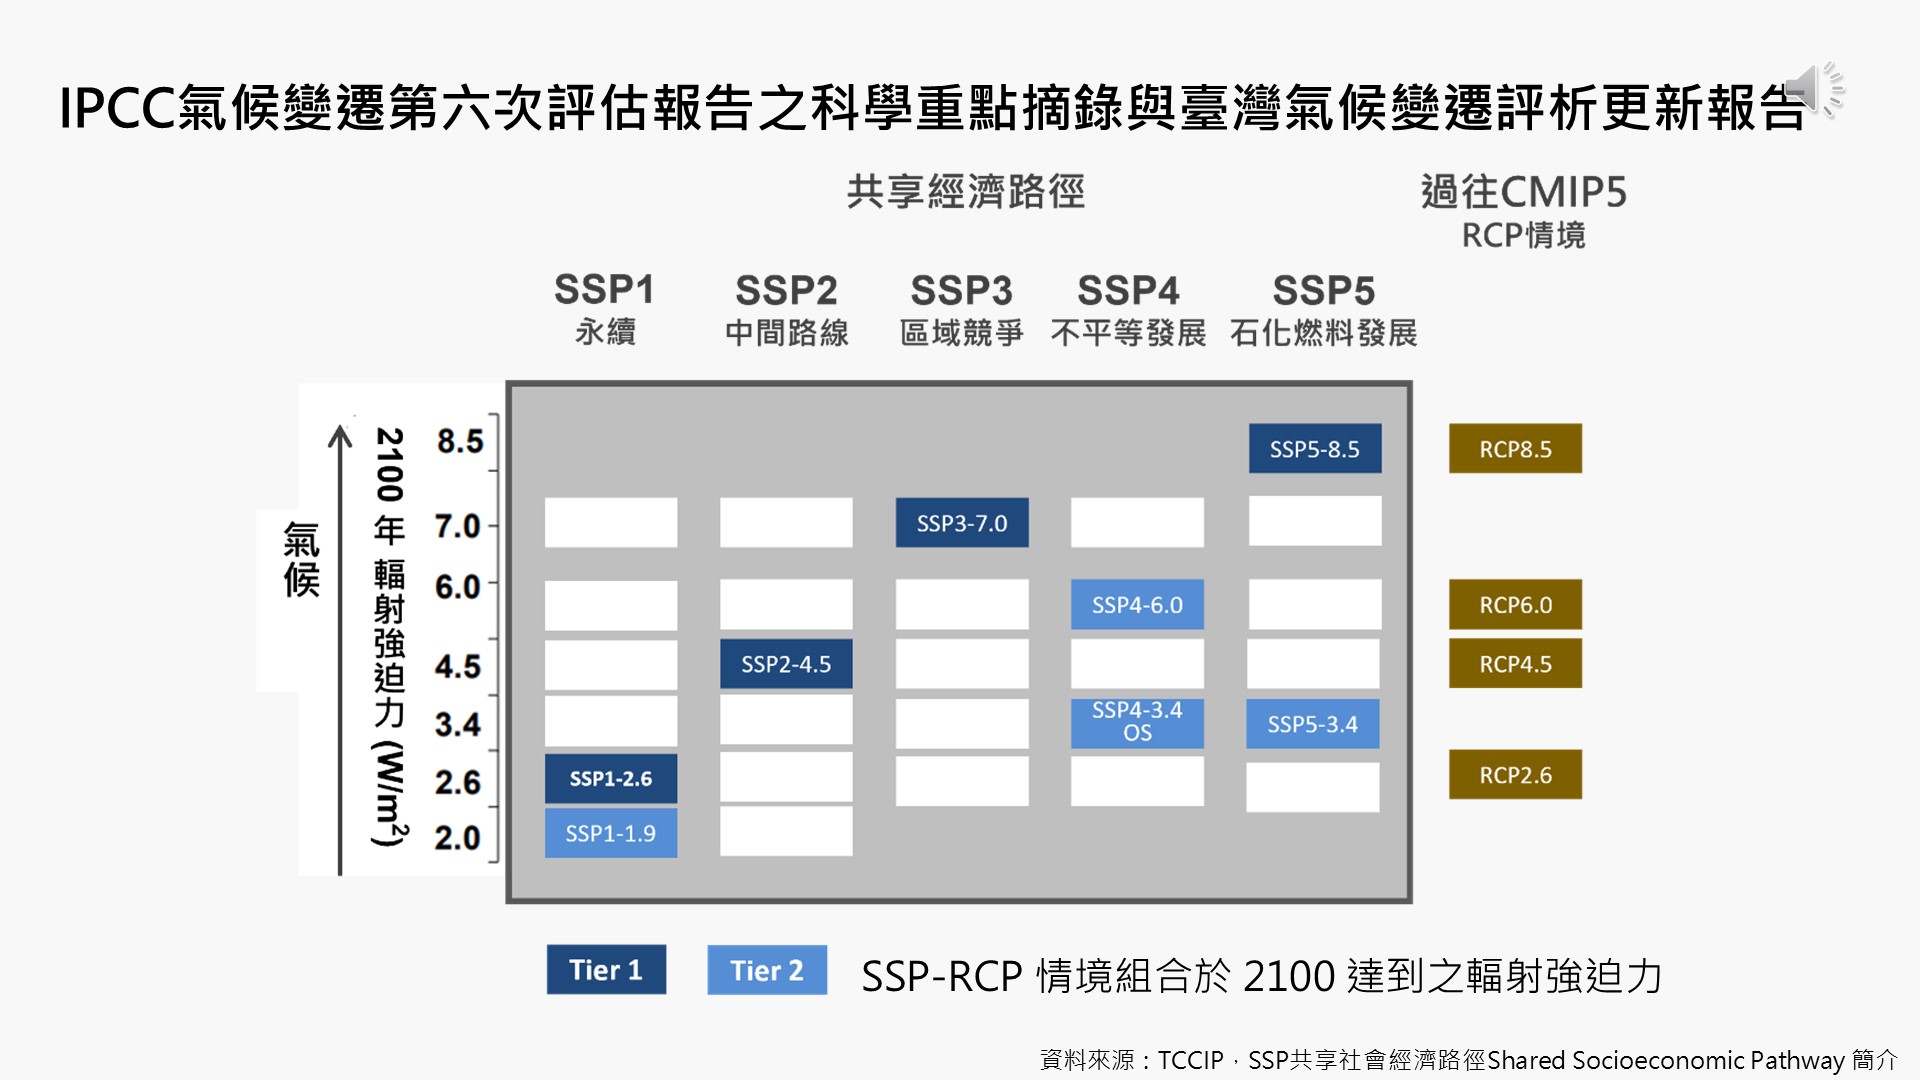 IPCC氣候變遷第六次評估報告之科學重點摘錄與臺灣氣候變遷評析更新報告
共享經濟路徑
過往CMIP5
RCP情境
SSP1
永續
SSP2
中間路線
SSP3
區域競爭
SSP4
不平等發展
SSP5
石化燃料發展
氣候
2100 年 輻射強迫力 (W/m²)
8.5
7.0
6.0
4.5
3.4
2.6
2.0
SSP5-8.5
RCP8.5
SSP3-7.0
SSP4-6.0
RCP6.0
SSP2-4.5
RCP4.5
SSP4-3.4
OS
SSP5-3.4
SSP1-2.6
RCP2.6
SSP1-1.9
Tier 1
Tier 2
SSP-RCP 情境組合於 2100 達到之輻射強迫力
資料來源：TCCIP，SSP共享社會經濟路徑Shared Socioeconomic Pathway 簡介